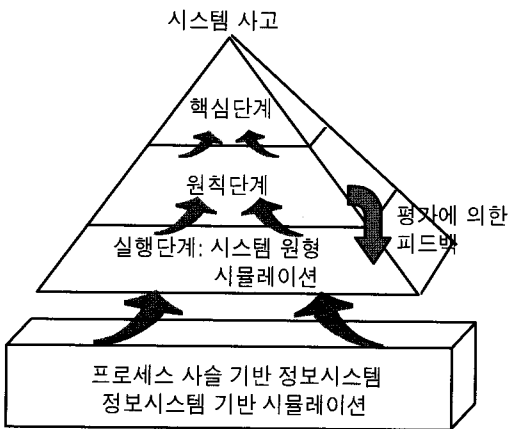 시스템 사고
핵심단계
원칙단계
평가에 의한
피드백
실행단계: 시스템 원형
시뮬레이션
프로세스 사슬 기반 정보시스템
정보시스템 기반 시뮬레이션